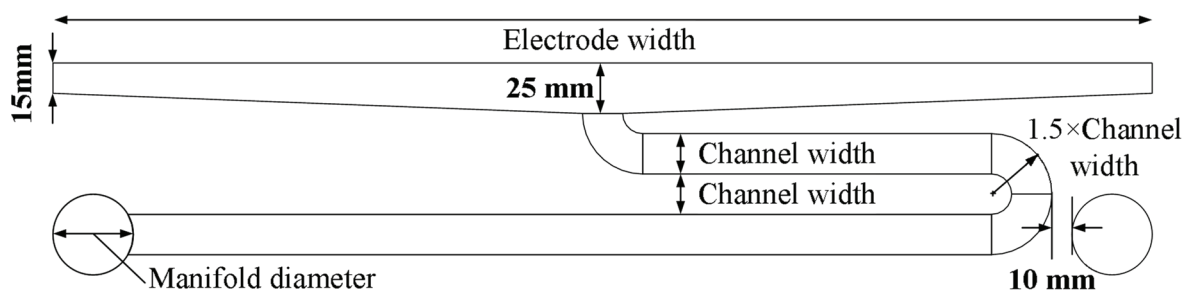 Electrode width
15mm
25 mm
1.5×Channel
width
Channel width
Channel width
Manifold diameter
10 mm